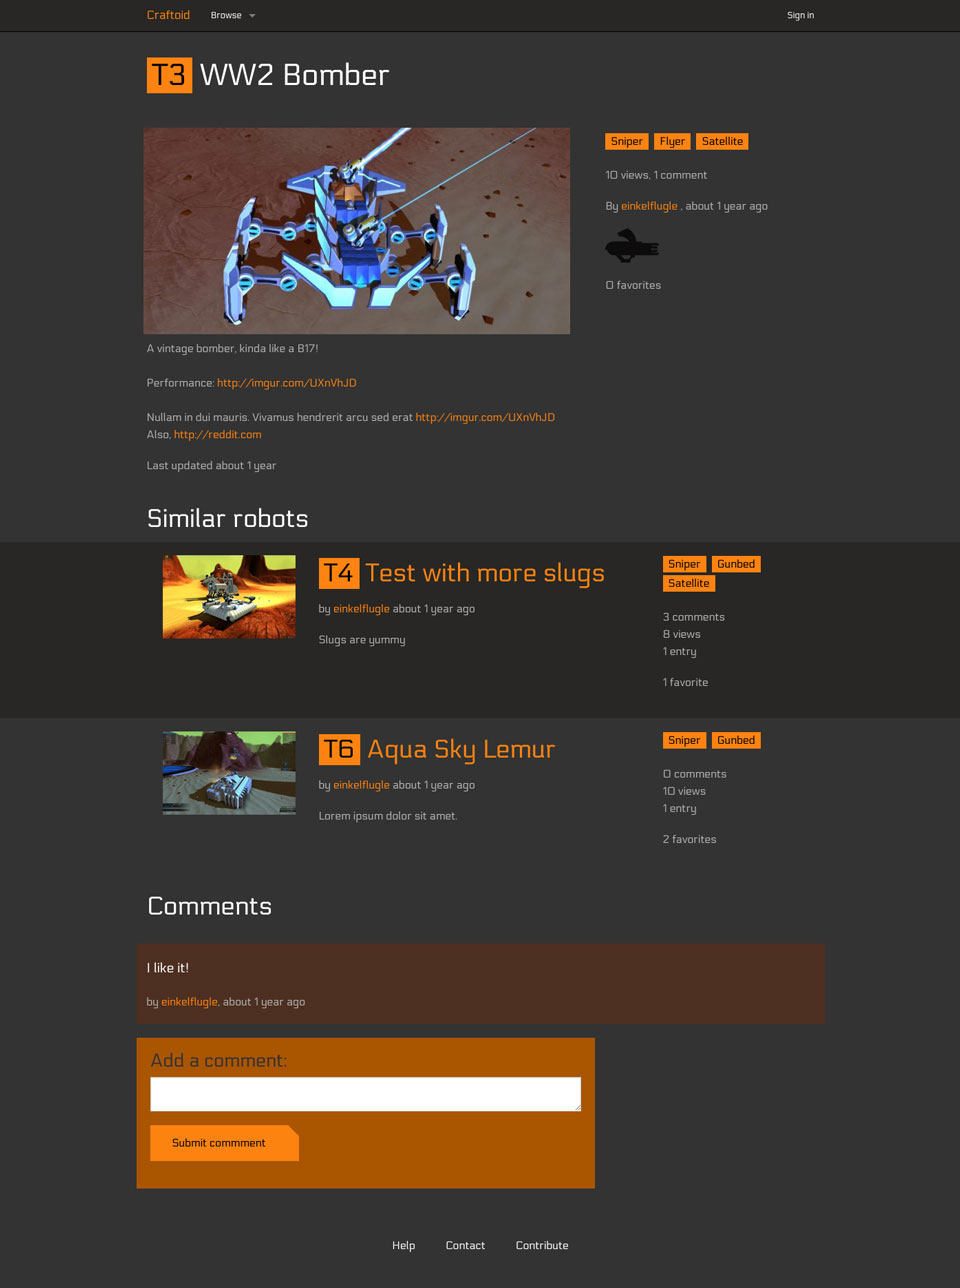 Craftoid Browse Sign in
T3 WW2 Bomber
Sniper Flyer Satellite
10 views, 1 comment
By einkelflugle , about 1 year ago
0 favorites
A vintage bomber, kinda like a B17!
Performance: http://imgur.com/UXnVhJD
Nullam in dui mauris. Vivamus hendrerit arcu sed erat http://imgur.com/UXnVhJD
Also, http://reddit.com
Last updated about 1 year
Similar robots
T4 Test with more slugs
by einkelflugle about 1 year ago
Slugs are yummy
Sniper Gunbed
Satellite
3 comments
8 views
1 entry
1 favorite
T6 Aqua Sky Lemur
by einkelflugle about 1 year ago
Lorem ipsum dolor sit amet.
Sniper Gunbed
0 comments
10 views
1 entry
2 favorites
Comments
I like it!
by einkelflugle, about 1 year ago
Add a comment:
Submit commment
Help Contact Contribute